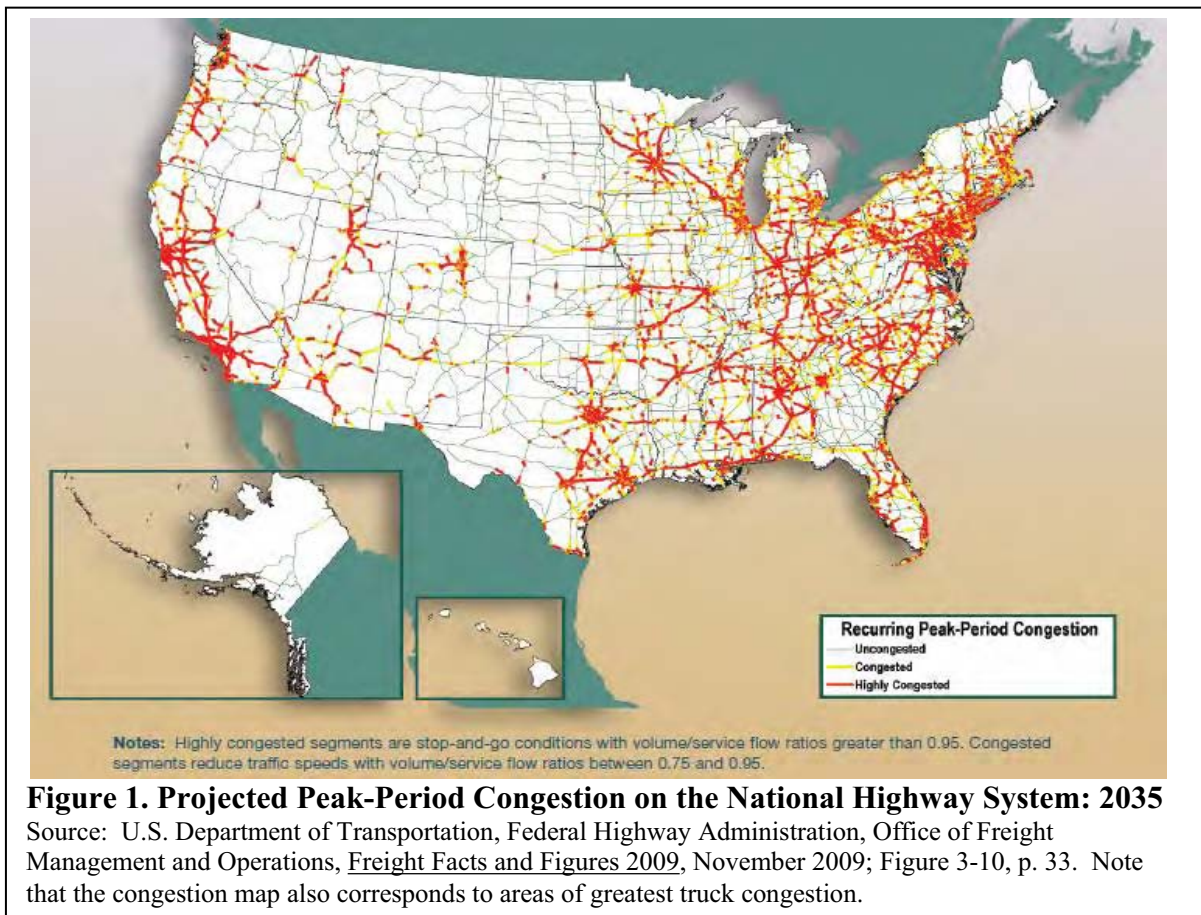 Recurring Peak-Period Congestion
Uncongested
Congested
Highly Congested
Notes: Highly congested segments are stop-and-go conditions with volume/service flow ratios greater than 0.95. Congested
segments reduce traffic speeds with volume/service flow ratios between 0.75 and 0.95.
Figure 1. Projected Peak-Period Congestion on the National Highway System: 2035
Source: U.S. Department of Transportation, Federal Highway Administration, Office of Freight
Management and Operations, Freight Facts and Figures 2009, November 2009; Figure 3-10, p. 33. Note
that the congestion map also corresponds to areas of greatest truck congestion.